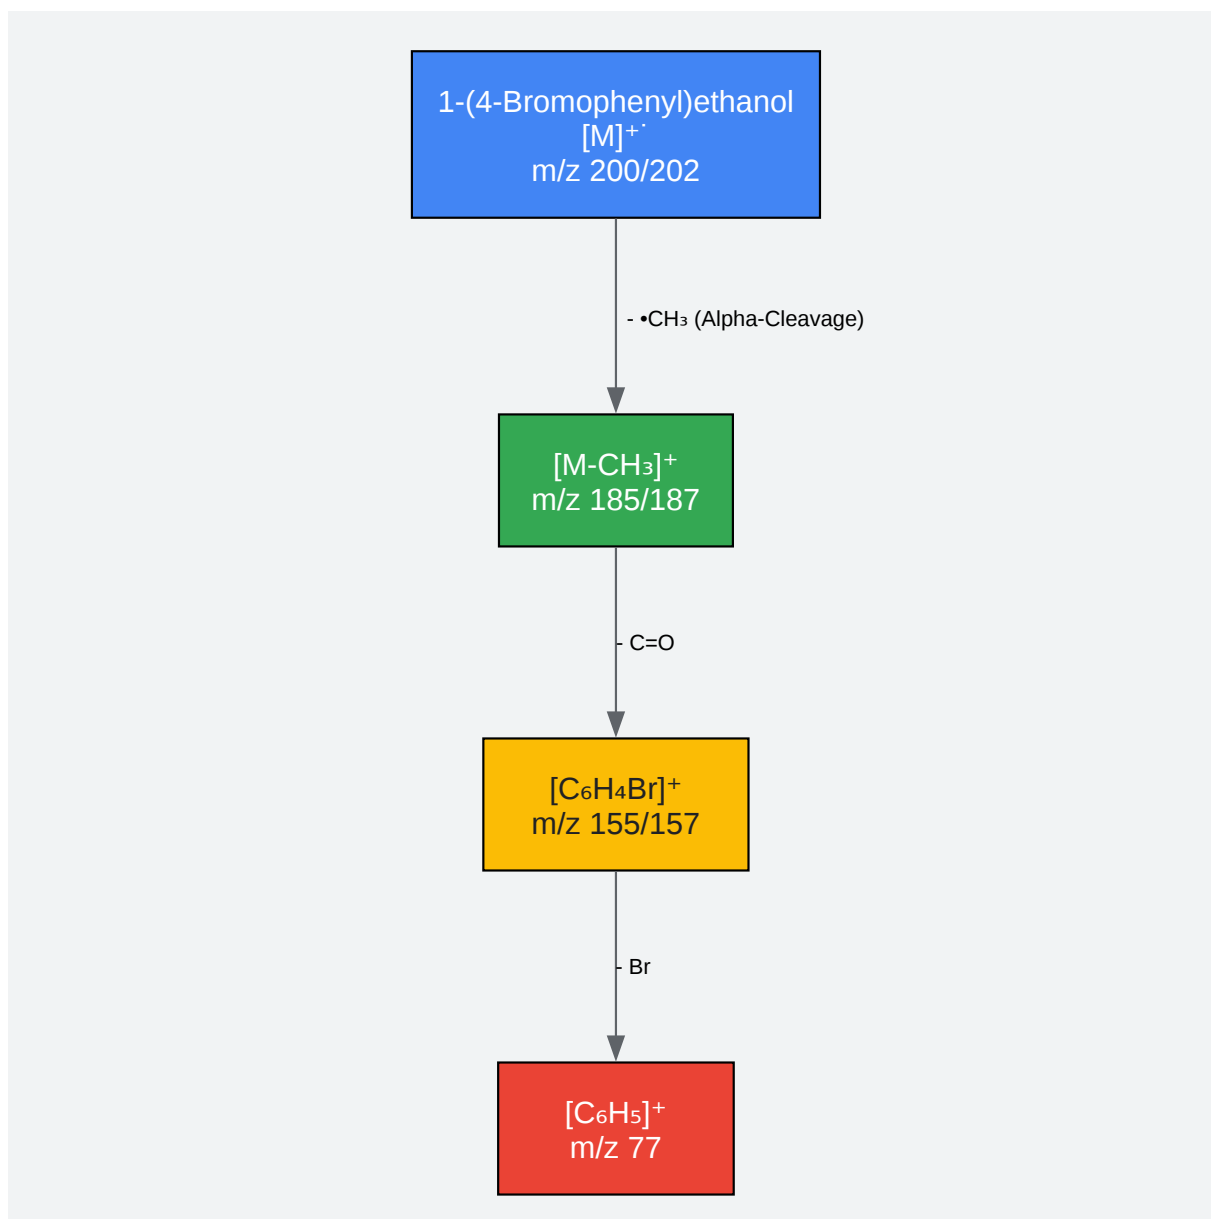 1-(4-Bromophenyl)ethanol
[M]⁺˙
m/z 200/202
- •CH₃ (Alpha-Cleavage)
[M-CH₃]⁺
m/z 185/187
- C=O
[C₆H₄Br]⁺
m/z 155/157
- Br
[C₆H₅]⁺
m/z 77